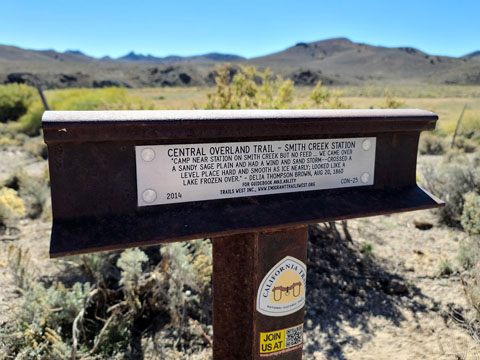 CENTRAL OVERLAND TRAIL - SMITH CREEK STATION
"CAMP NEAR STATION ON SMITH CREEK BUT NO FEED ... WE CAME OVER
A SANDY SAGE PLAIN AND HAD A WIND AND SAND STORM--CROSSED A
LEVEL PLACE HARD AND SMOOTH AS ICE NEARLY; LOOKED LIKE A
LAKE FROZEN OVER." - DELIA THOMPSON BROWN, AUG 20, 1860
FOR GUIDEBOOK AVAILABILITY:
2014
TRAILS WEST INC. WWW.EMIGRANTTRAILSWEST.ORG
CON-25
CALIFORNIA
JOIN
US AT